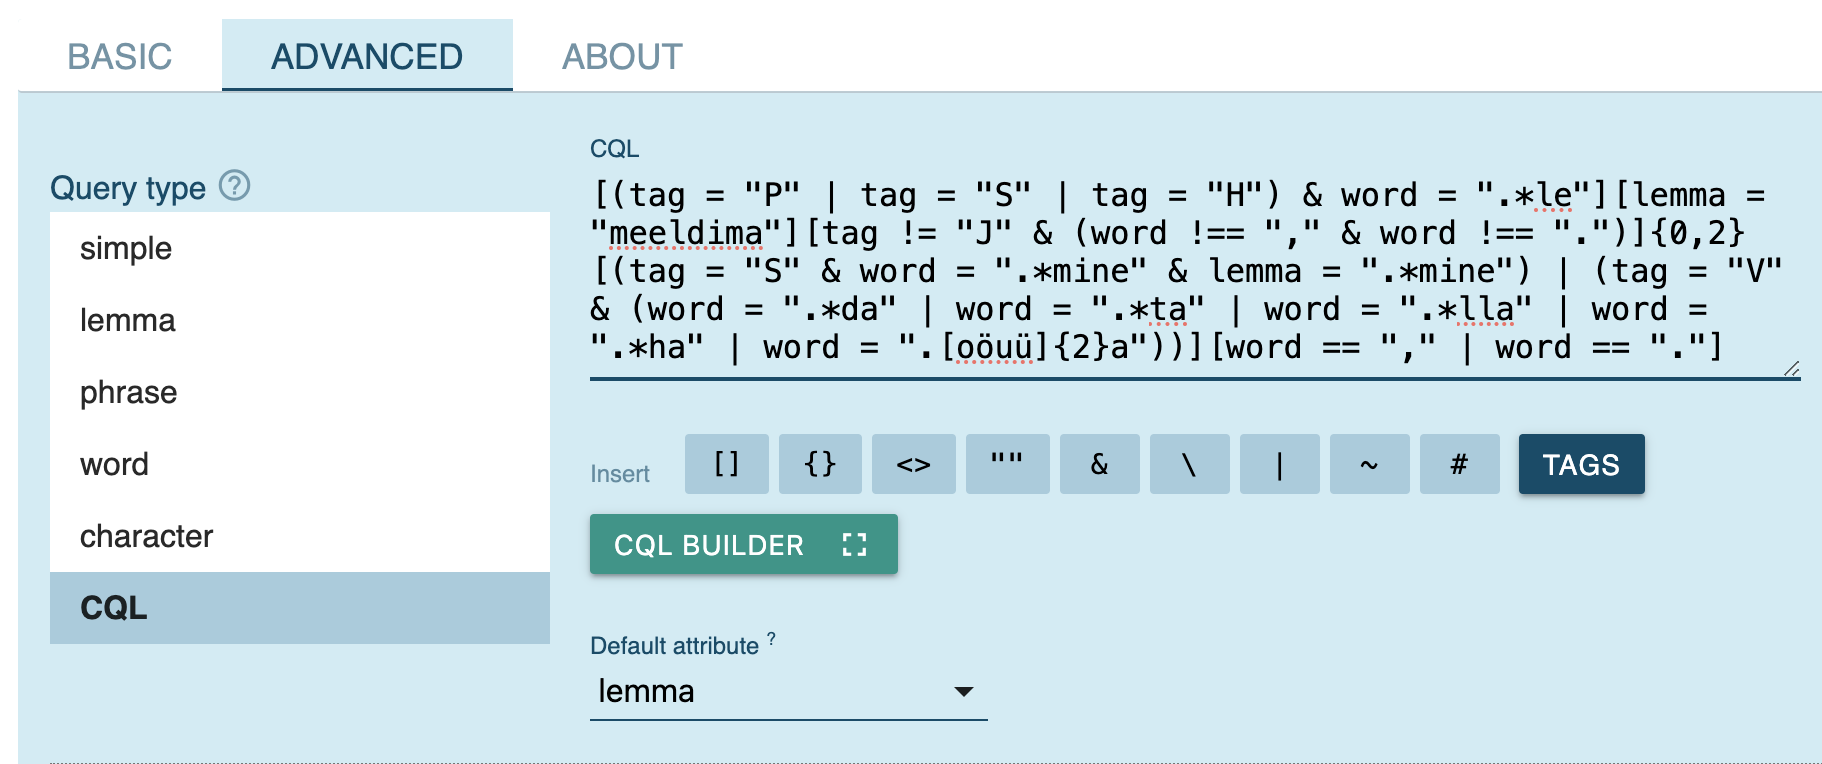 BASIC ADVANCED ABOUT
Query type ?
simple
lemma
phrase
word
character
CQL
CQL
[(tag = "P" | tag = "S" | tag = "H") & word = ".*le"][lemma =
"meeldima"][tag != "J" & (word !== "," & word !== ".")]{0,2}
[(tag = "S" & word = ".*mine" & lemma = ".*mine") | (tag = "V"
& (word = ".*da" | word = ".*ta" | word = ".*lla" | word =
".*ha" | word = ".[oöuü]{2}a"))][word == "," | word == "."]
Insert [] {} <> "" & \ | ~ # TAGS
CQL BUILDER
Default attribute ?
lemma